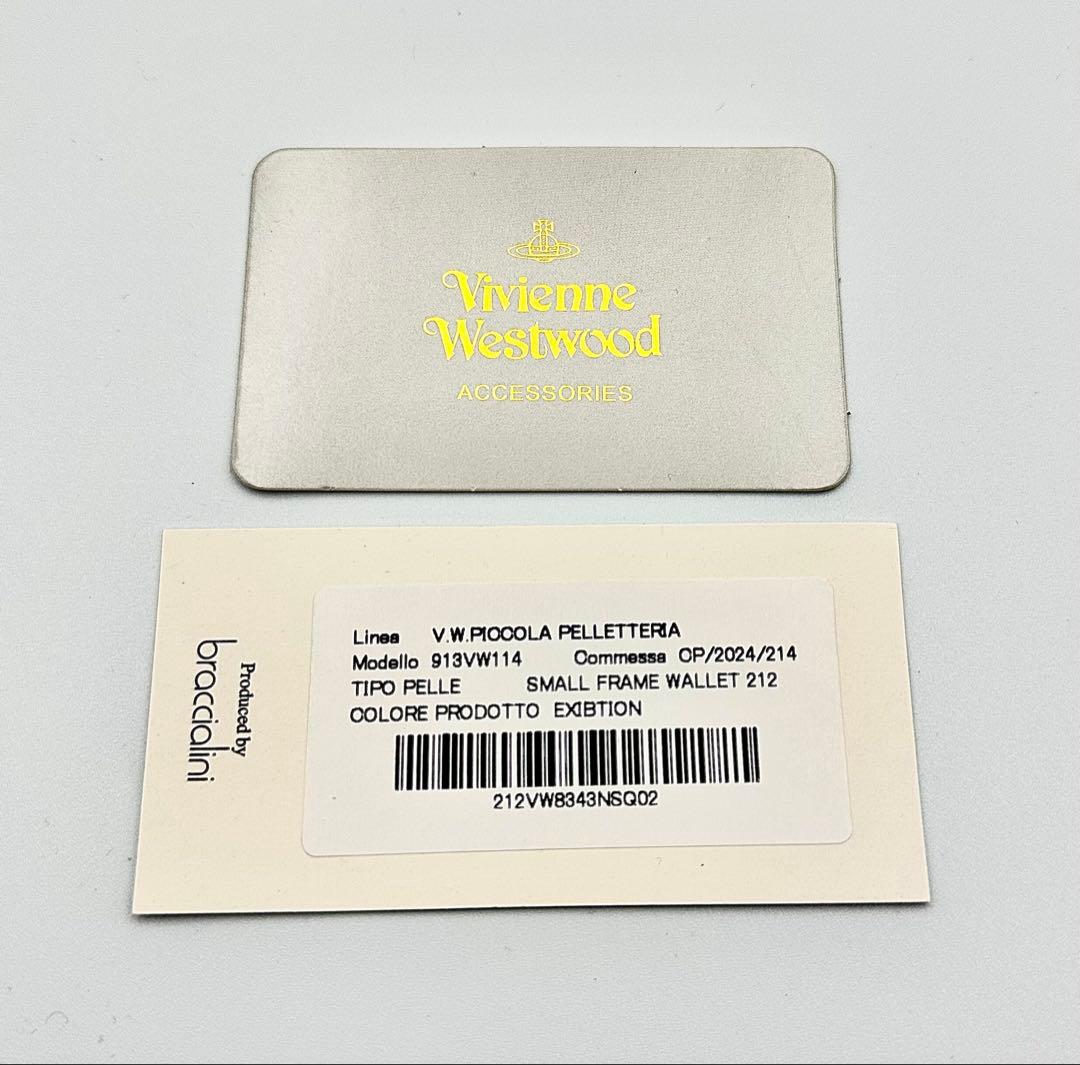 Vivienne
Westwood
ACCESSORIES
Produced by
braccialini
Linea V.W.PIOCOLA PELLETTERIA
Modello 913VW114 Commessa OP/2024/214
TIPO PELLE SMALL FRAME WALLET 212
COLORE PRODOTTO EXIBTION
212VW8343NSQ02